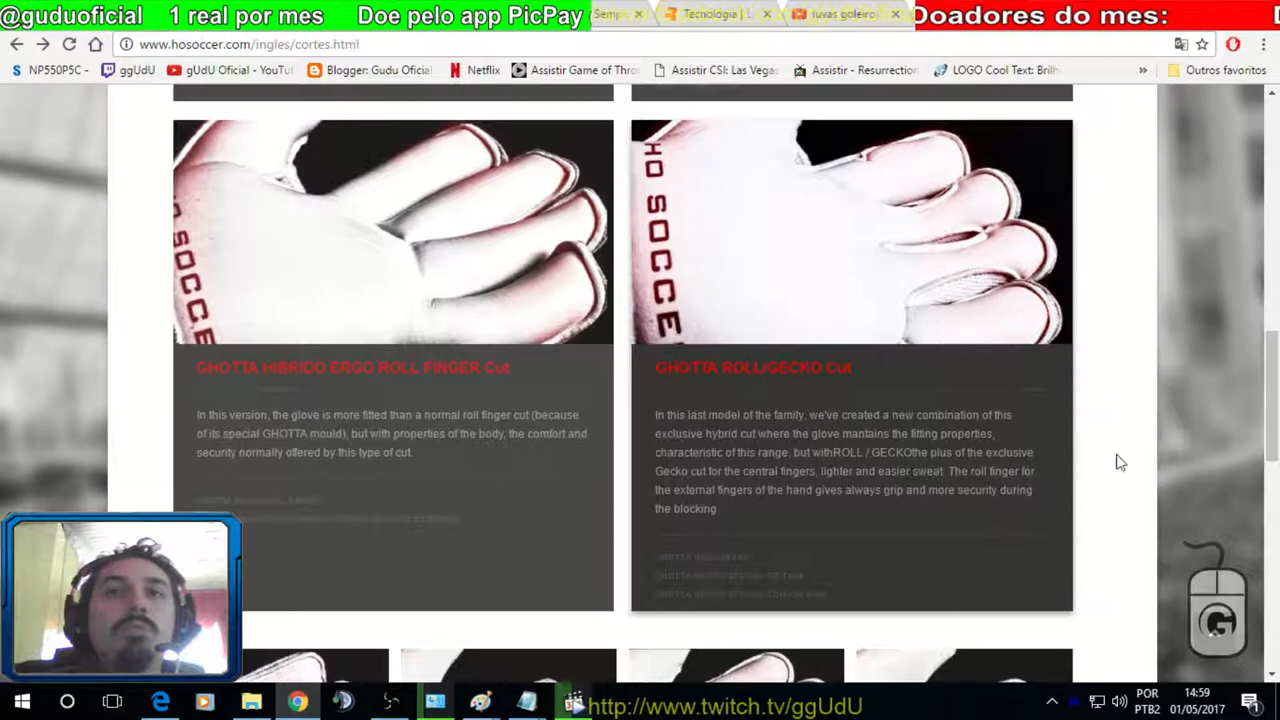 @guduoficial 1 real por mes Doe pelo app PicPay
Doadores do mes:
luvas goleiro
www.hosoccer.com/ingles/cortes.html
NP550P5C -
ggUdU
gUdU Oficial - YouTu
Blogger: Gudu Oficial
Netflix
Assistir Game of Thro
Assistir CSI: Las Vegas
Assistir - Resurrection
LOGO Cool Text: Brilh
»
Outros favoritos
HO SOCCE
HO SOCCE
GHOTTA HIBRIDO ERGO ROLL FINGER Cut
In this version, the glove is more fitted than a normal roll finger cut (because
of its special GHOTTA mould), but with properties of the body, the comfort and
security normally offered by this type of cut.
GHOTTA ROLL/GECKO Cut
In this last model of the family, we've created a new combination of this
exclusive hybrid cut where the glove mantains the fitting properties,
characteristic of this range, but withROLL / GECKOthe plus of the exclusive
Gecko cut for the central fingers, lighter and easier sweat. The roll finger for
the external fingers of the hand gives always grip and more security during
the blocking
G
http://www.twitch.tv/ggUdU
POR
PTB2
14:59
01/05/2017